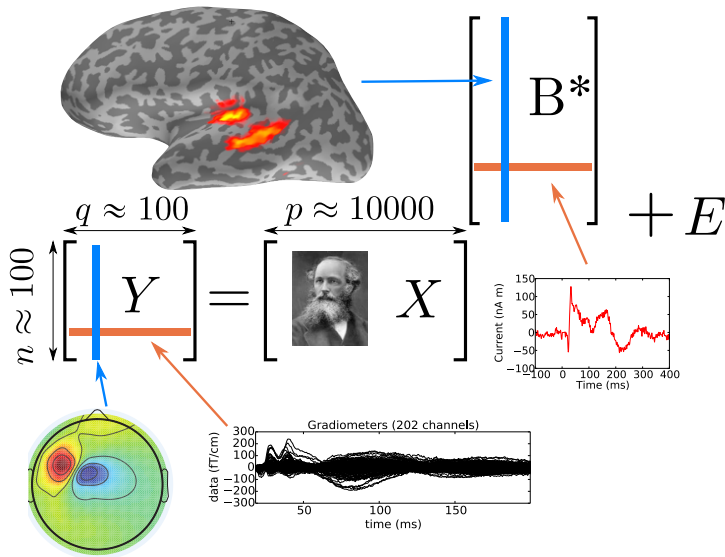 B*
+ E
q ≈ 100
p ≈ 10000
n ≈ 100
Y
=
X
Current (nA m)
150
100
50
0
−50
−100
-100 0 100 200 300 400
Time (ms)
Gradiometers (202 channels)
data (fT/cm)
300
200
100
0
−100
−200
−300
50 100 150
time (ms)